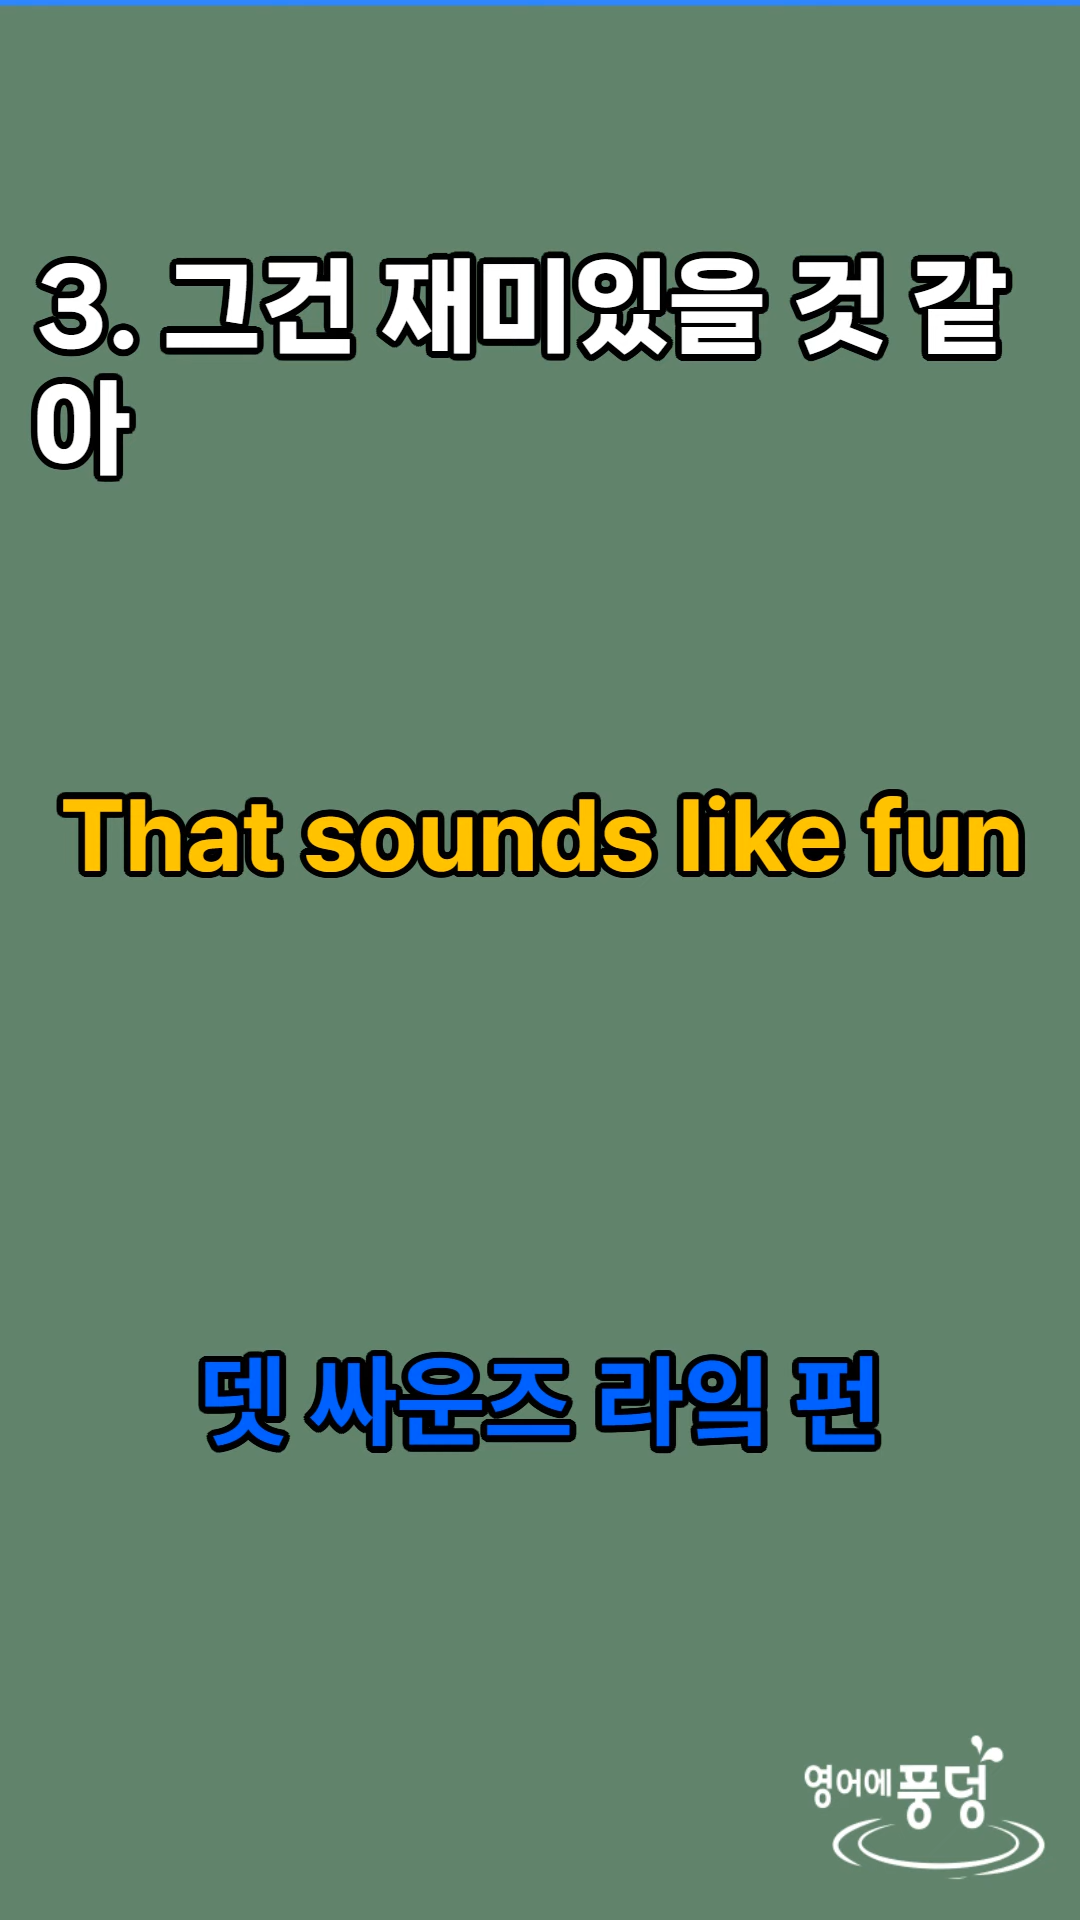 3. 그건 재미있을 것 같
아
That sounds like fun
뎃 싸운즈 라잌 펀
영어에풍덩